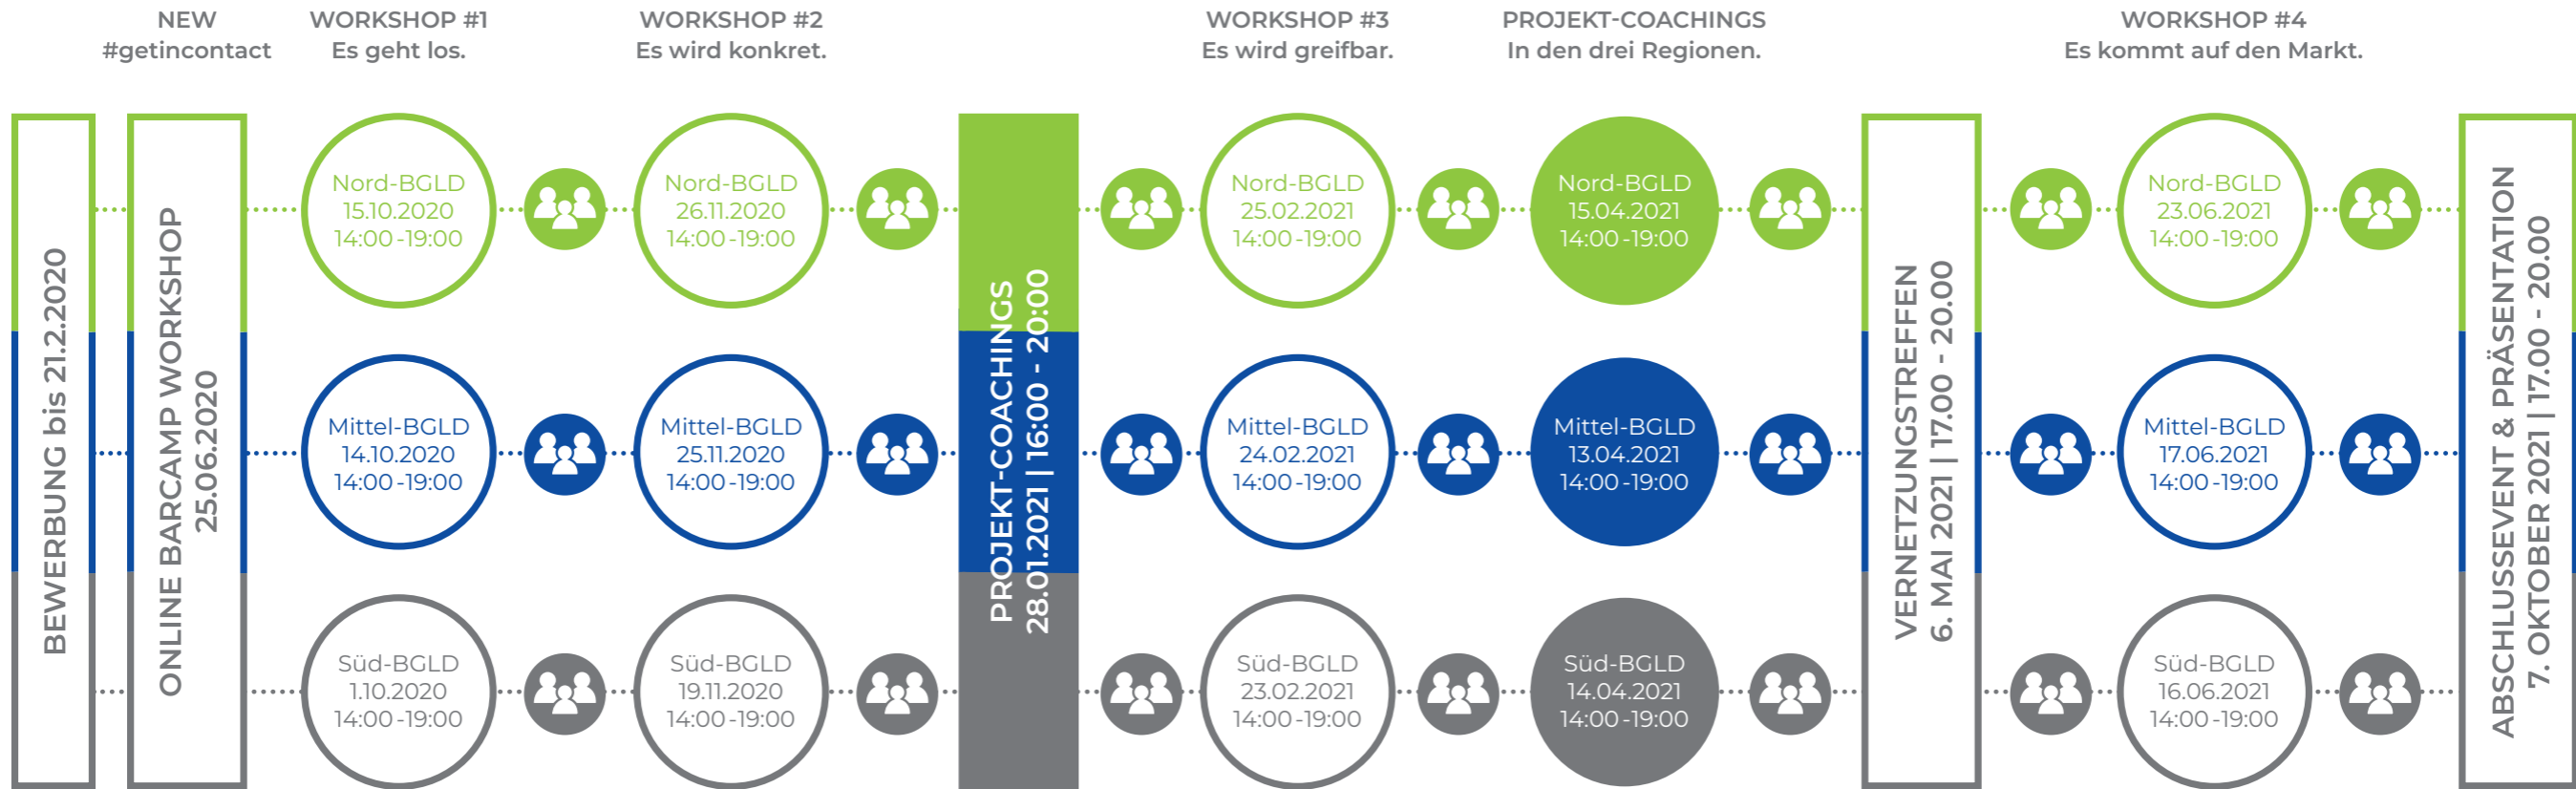 NEW
#getincontact
WORKSHOP #1
Es geht los.
WORKSHOP #2
Es wird konkret.
WORKSHOP #3
Es wird greifbar.
PROJEKT-COACHINGS
In den drei Regionen.
WORKSHOP #4
Es kommt auf den Markt.
BEWERBUNG bis 21.2.2020
ONLINE BARCAMP WORKSHOP
25.06.2020
Nord-BGLD
15.10.2020
14:00-19:00
Mittel-BGLD
14.10.2020
14:00-19:00
Süd-BGLD
1.10.2020
14:00-19:00
Nord-BGLD
26.11.2020
14:00-19:00
Mittel-BGLD
25.11.2020
14:00-19:00
Süd-BGLD
19.11.2020
14:00-19:00
PROJEKT-COACHINGS
28.01.2021 | 16:00 - 20:00
Nord-BGLD
25.02.2021
14:00-19:00
Mittel-BGLD
24.02.2021
14:00-19:00
Süd-BGLD
23.02.2021
14:00-19:00
Nord-BGLD
15.04.2021
14:00-19:00
Mittel-BGLD
13.04.2021
14:00-19:00
Süd-BGLD
14.04.2021
14:00-19:00
VERNETZUNGSTREFFEN
6. MAI 2021 | 17.00 - 20.00
Nord-BGLD
23.06.2021
14:00-19:00
Mittel-BGLD
17.06.2021
14:00-19:00
Süd-BGLD
16.06.2021
14:00-19:00
ABSCHLUSSEVENT & PRÄSENTATION
7. OKTOBER 2021 | 17.00 - 20.00